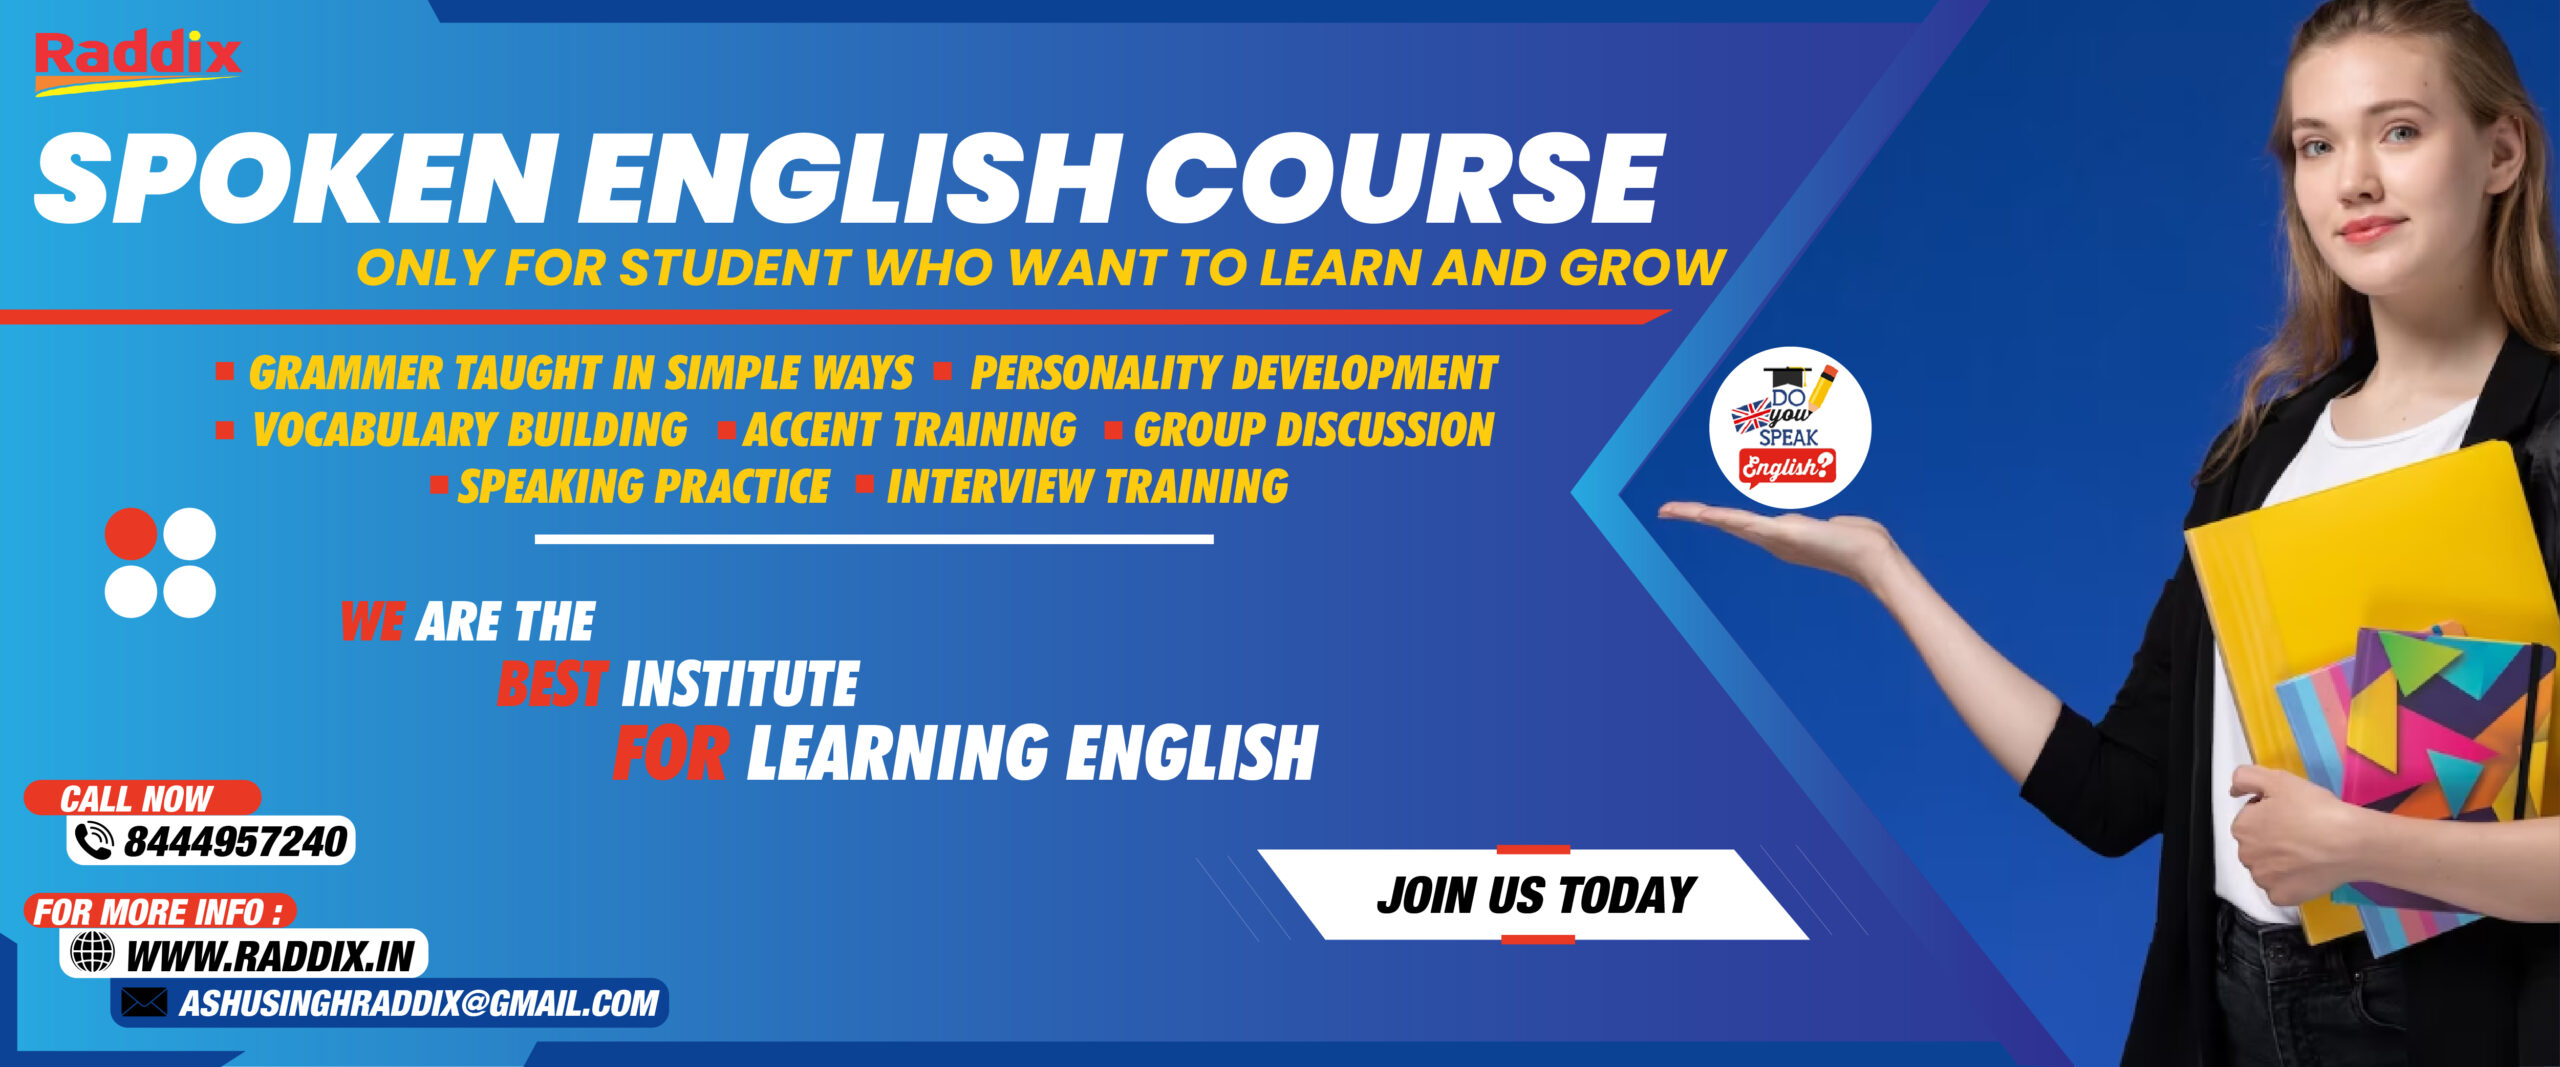 Raddix
SPOKEN ENGLISH COURSE
ONLY FOR STUDENT WHO WANT TO LEARN AND GROW
GRAMMER TAUGHT IN SIMPLE WAYS PERSONALITY DEVELOPMENT
VOCABULARY BUILDING ACCENT TRAINING GROUP DISCUSSION
SPEAKING PRACTICE INTERVIEW TRAINING
DO
you
SPEAK
English?
WE ARE THE
BEST INSTITUTE
FOR LEARNING ENGLISH
CALL NOW
8444957240
FOR MORE INFO :
WWW.RADDIX.IN
ASHUSINGHRADDIX@GMAIL.COM
JOIN US TODAY